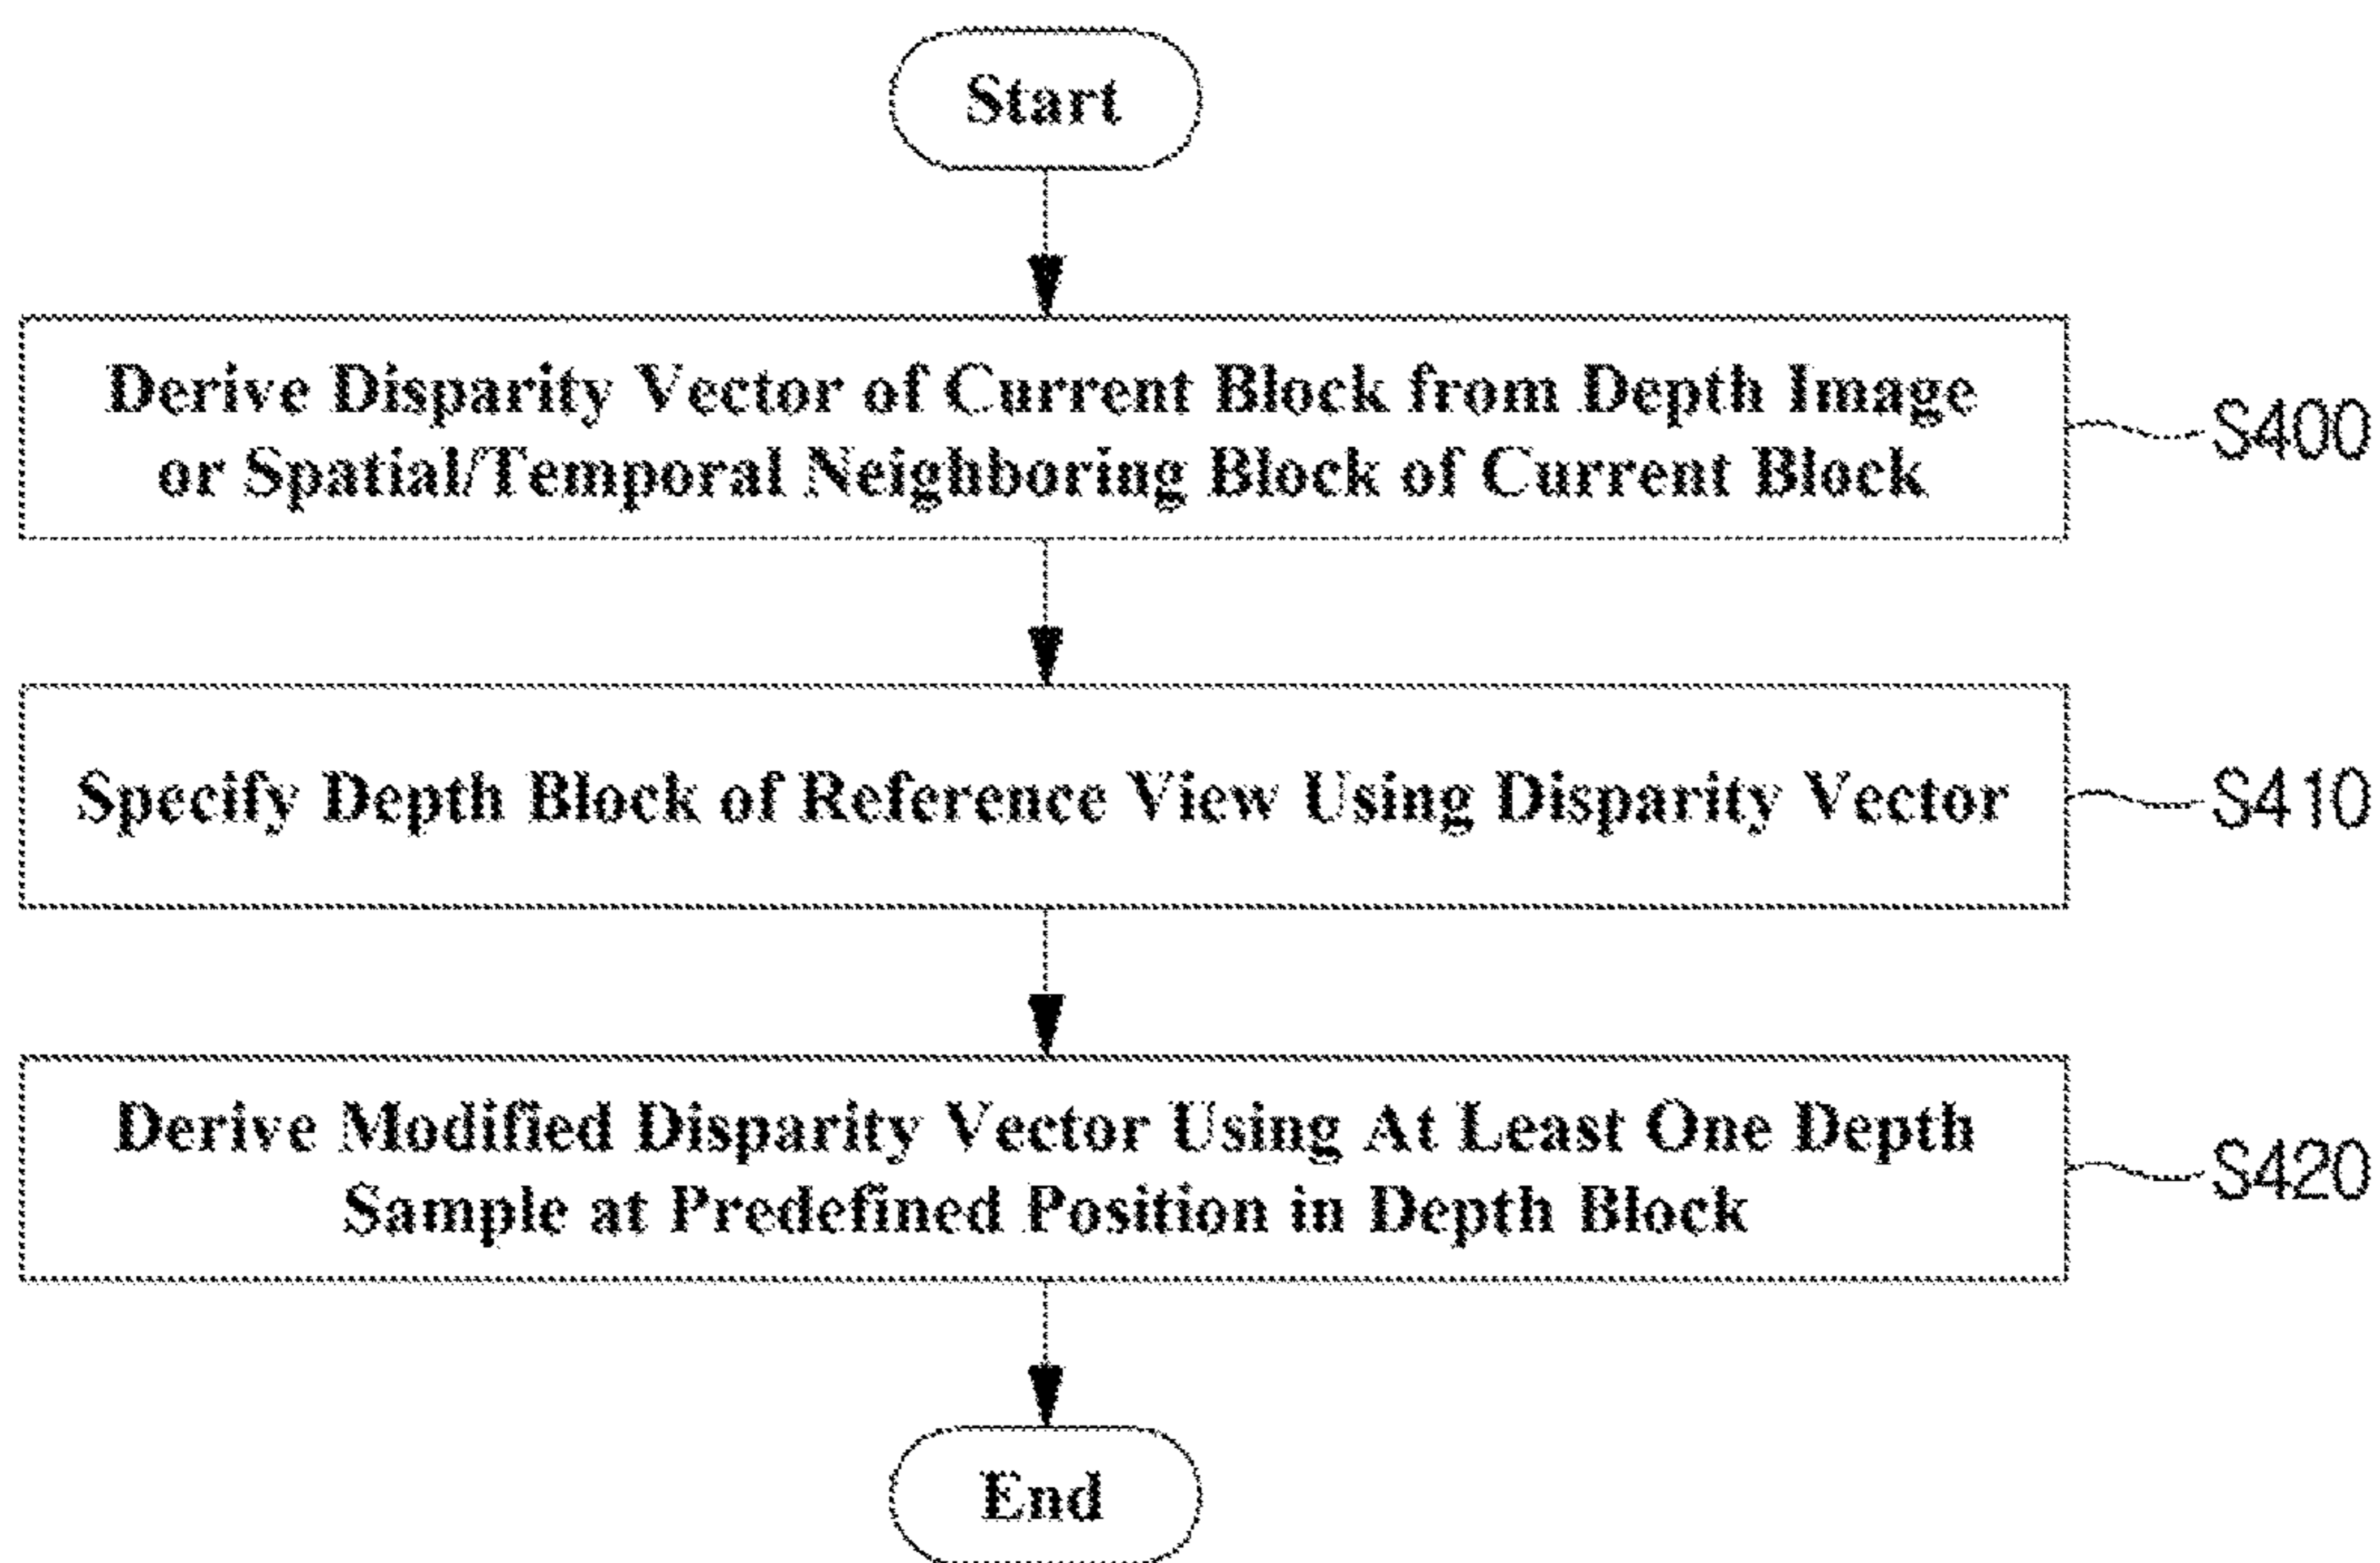 Start
Derive Disparity Vector of Current Block from Depth Image
or Spatial/Temporal Neighboring Block of Current Block
S400
Specify Depth Block of Reference View Using Disparity Vector
S410
Derive Modified Disparity Vector Using At Least One Depth
Sample at Predefined Position in Depth Block
S420
End